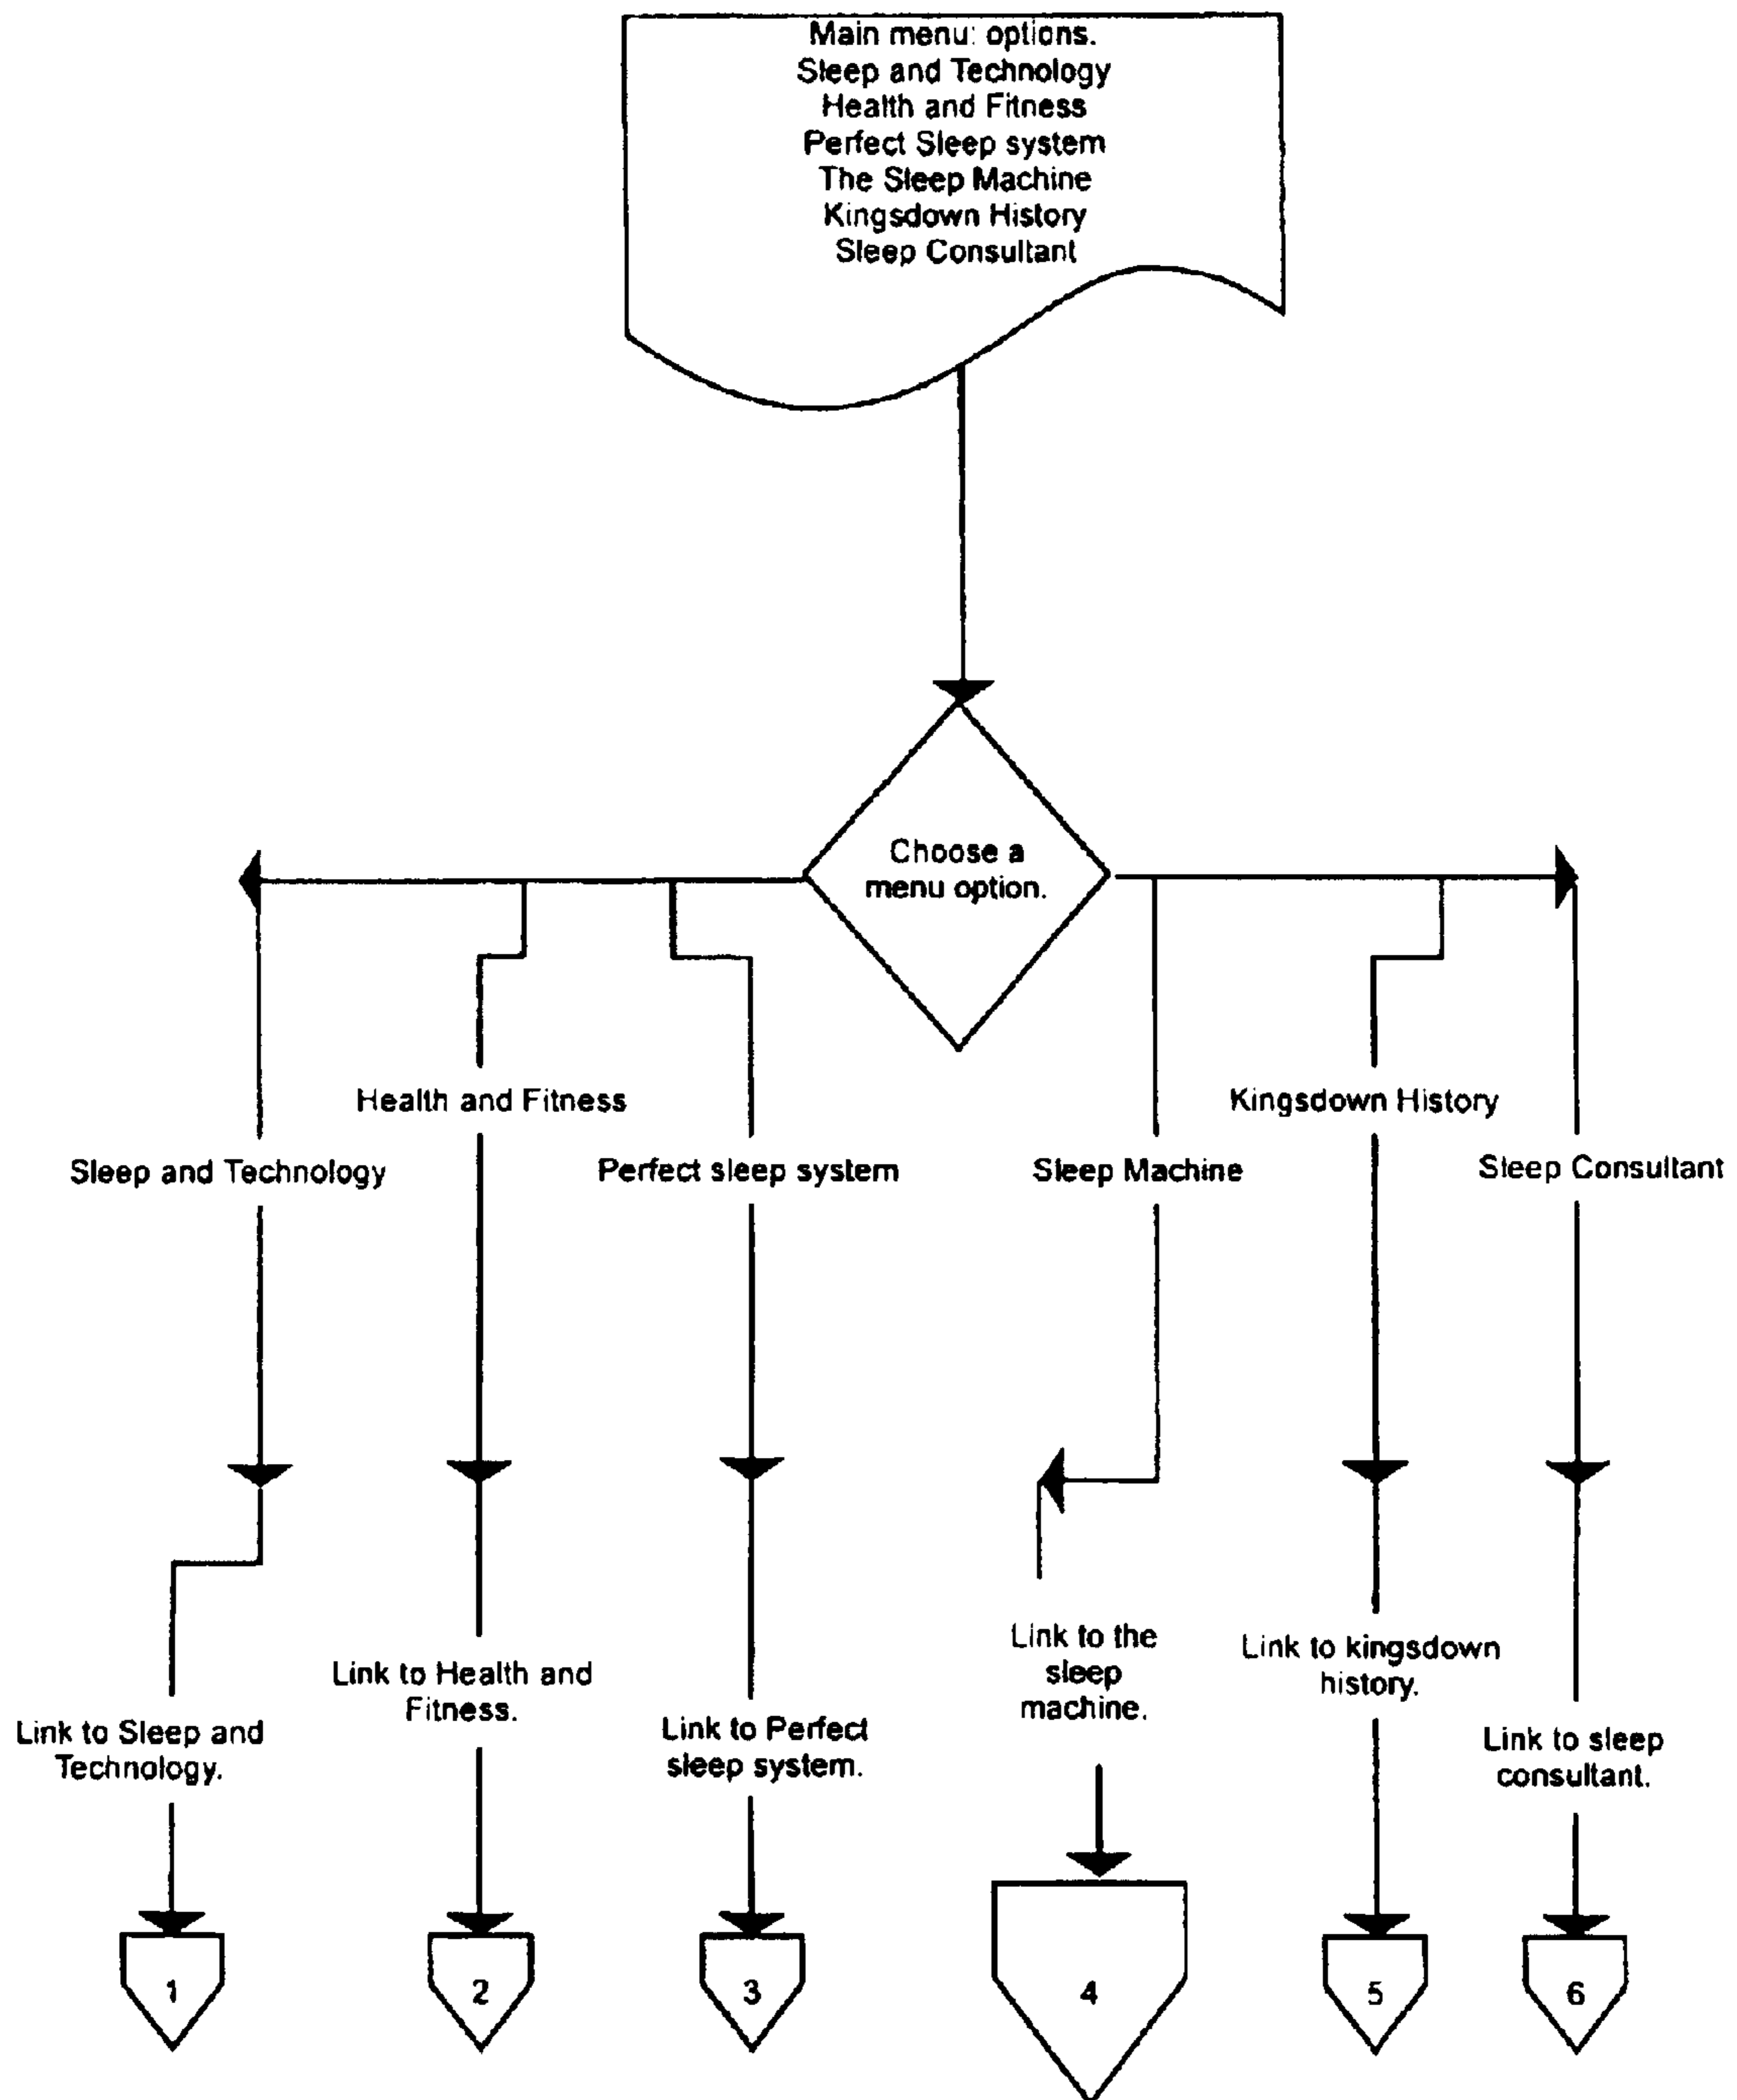 Main menu: options.
Sleep and Technology
Health and Fitness
Perfect Sleep system
The Sleep Machine
Kingsdown History
Sleep Consultant
Choose a
menu option.
Health and Fitness
Kingsdown History
Sleep and Technology
Perfect sleep system
Sleep Machine
Sleep Consultant
Link to Sleep and
Technology.
Link to Health and
Fitness.
Link to Perfect
sleep system.
Link to the
sleep
machine.
Link to kingsdown
history.
Link to sleep
consultant.
1
2
3
4
5
6